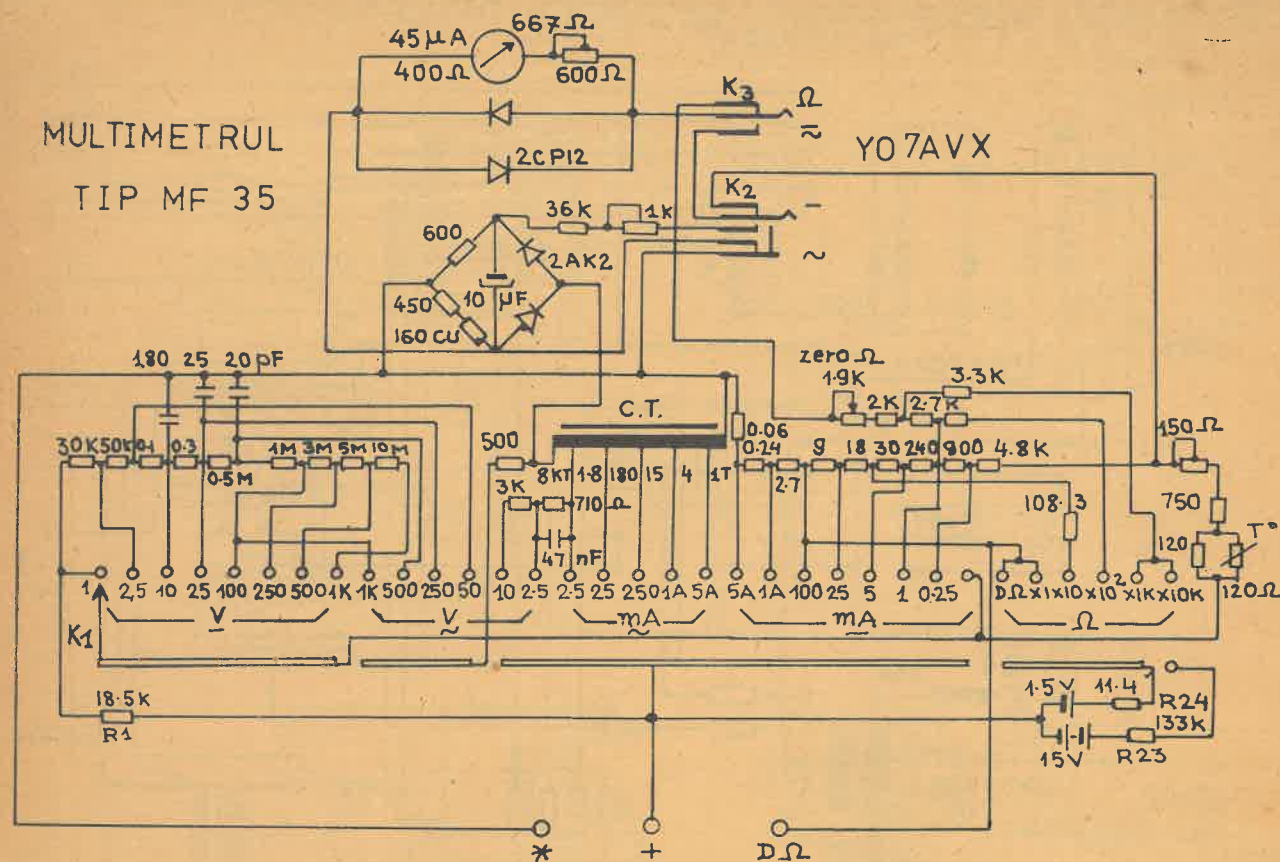 MULTIMETRUL
TIP MF 35
YO7AVX
45µA
400Ω
667Ω
600Ω
2CP12
K3
Ω
≂
K2
–
~
36K
1K
600
2AK2
10 µF
450
160 CU
180 25 20pF
zero Ω
1.9K
3.3K
2K
2.7K
30K 50K 0.1 0.3
0.5M
1M 3M 5M 10M
500
C.T.
0.06
0.24
2.7
9 18 30 240 900 4.8K
150Ω
8KT 1.8 180 15 4 1T
3K
710Ω
47 nF
108.3
750
120
T°
120Ω
1 2,5 10 25 100 250 500 1K 1K 500 250 50 10 2.5 2.5 25 250 1A 5A 5A 1A 100 25 5 1 0.25 DΩ x1 x10 x10² x1K x10K
V V mA mA Ω
K1
18.5K
R1
1.5V 11.4
R24
133K
15V R23
* + DΩ